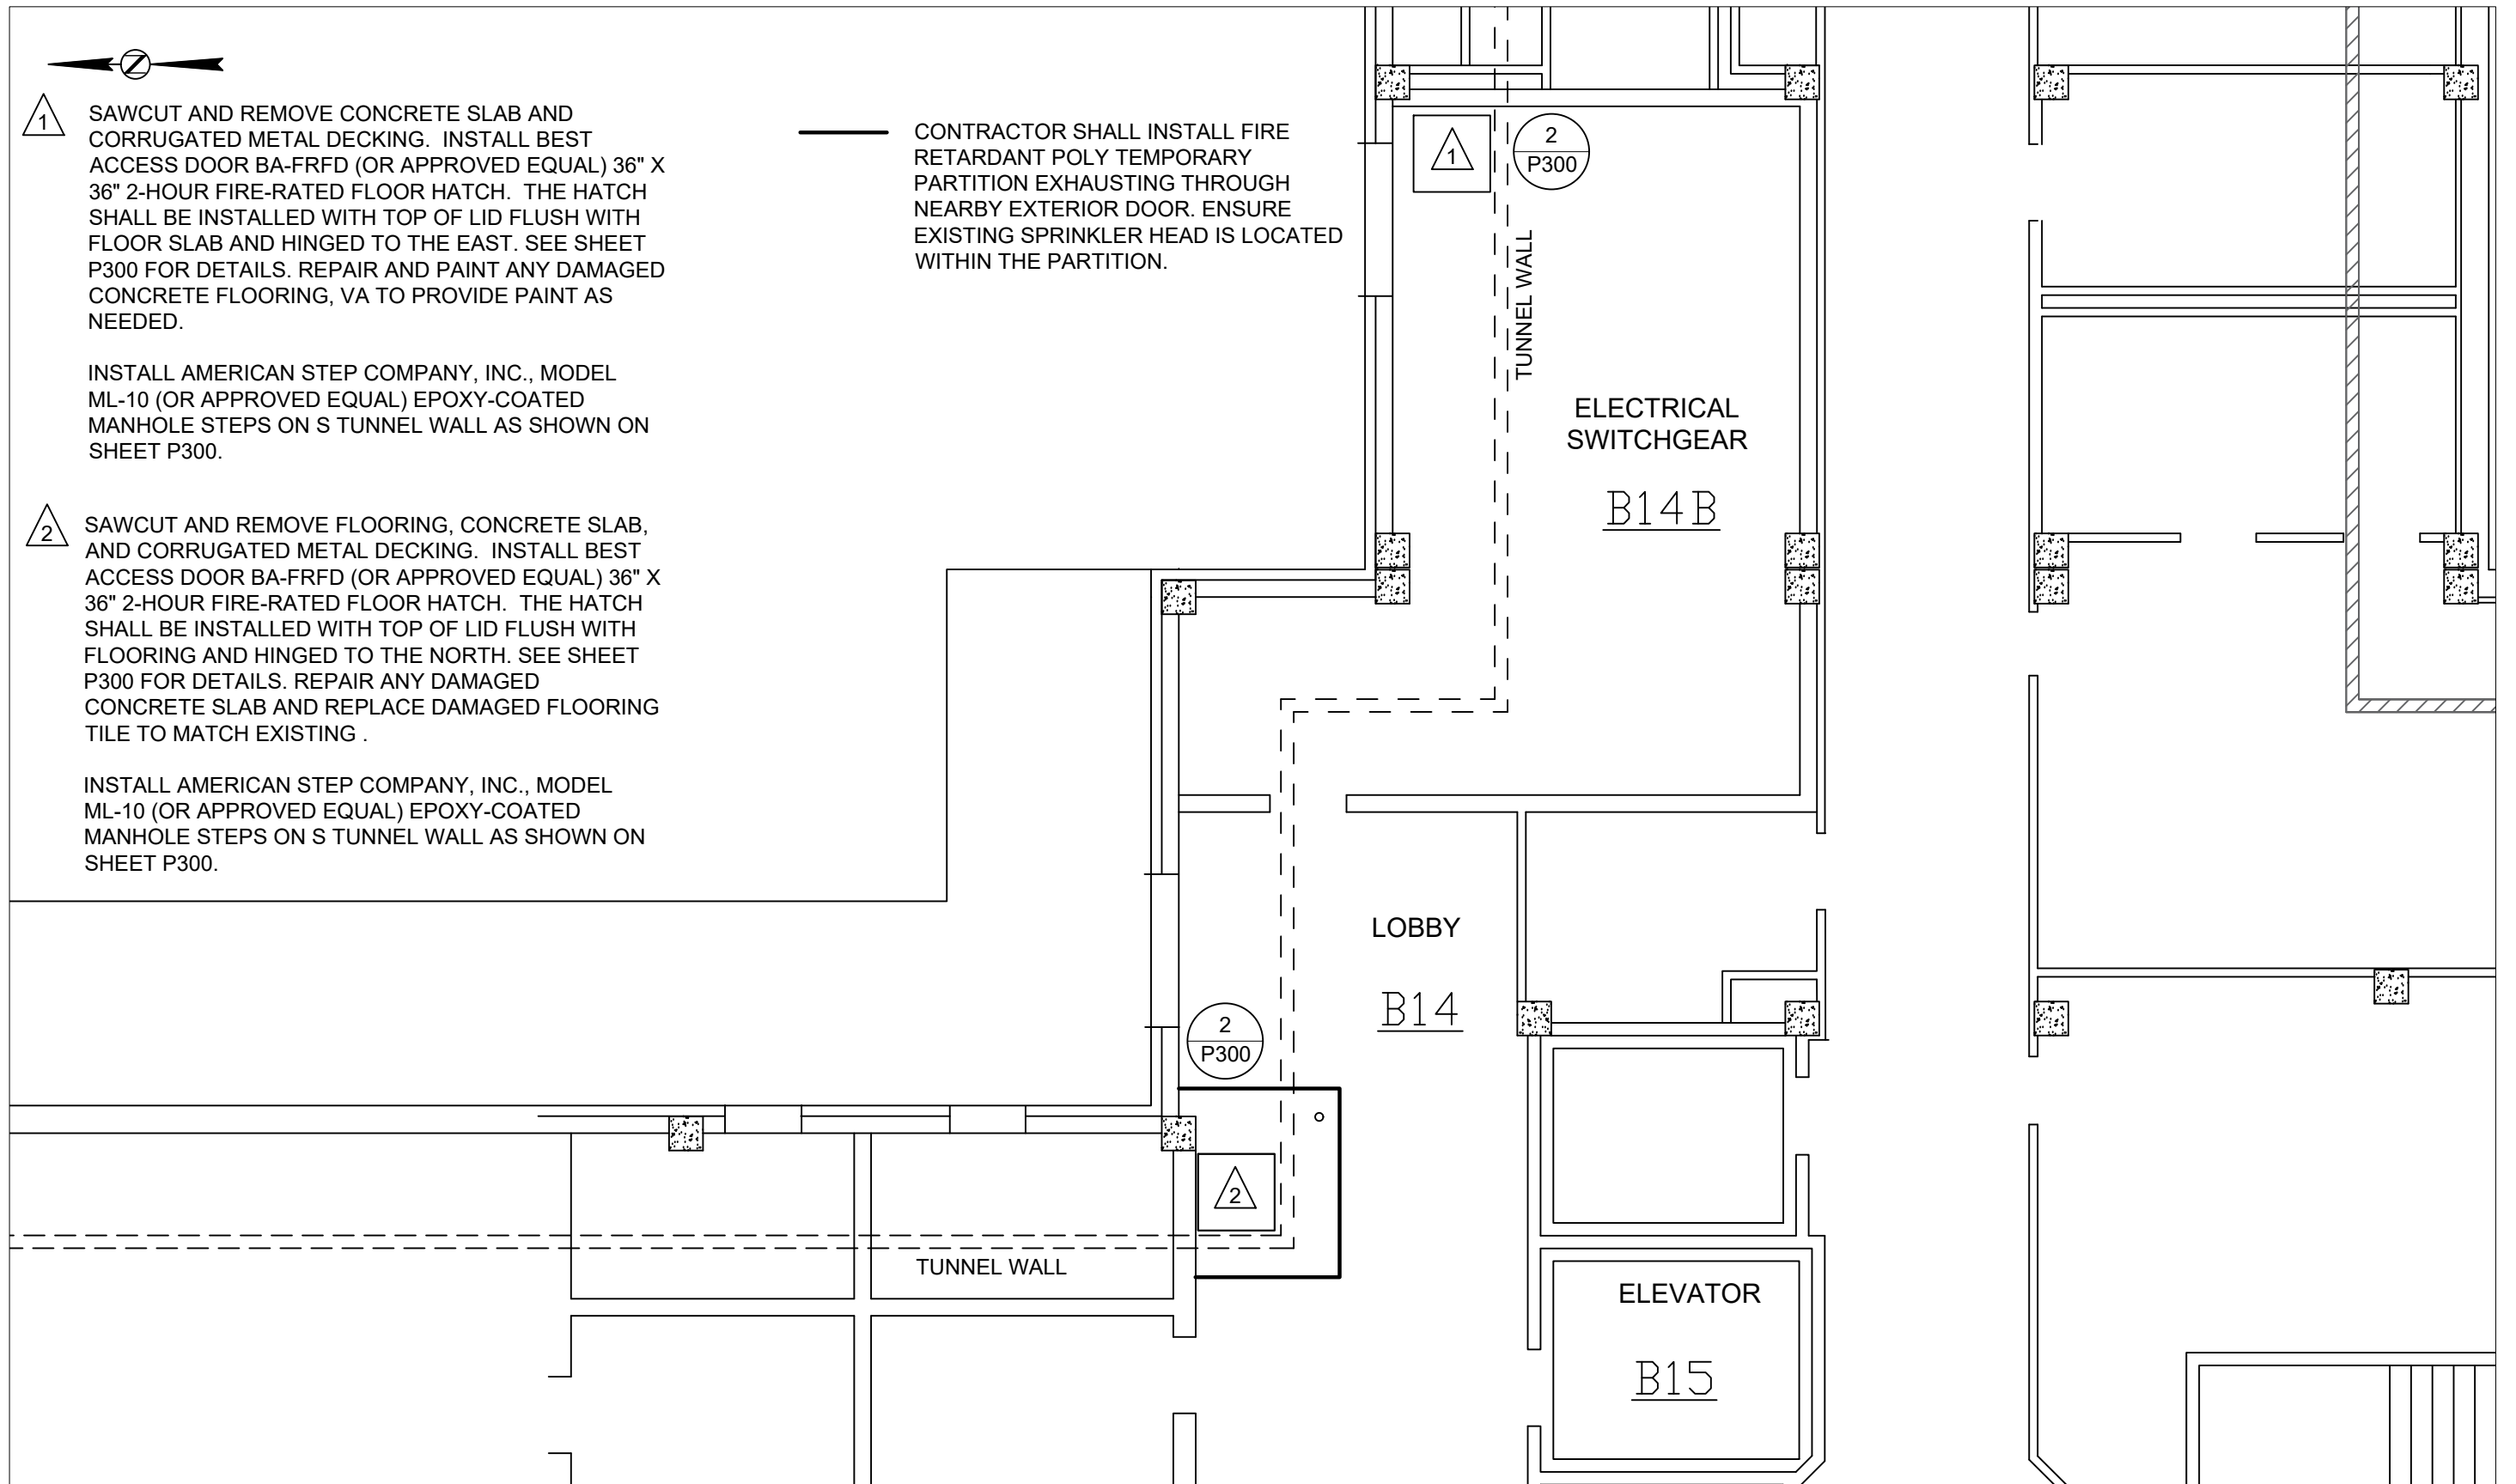 1
SAWCUT AND REMOVE CONCRETE SLAB AND
CORRUGATED METAL DECKING.  INSTALL BEST
ACCESS DOOR BA-FRFD (OR APPROVED EQUAL) 36" X
36" 2-HOUR FIRE-RATED FLOOR HATCH.  THE HATCH
SHALL BE INSTALLED WITH TOP OF LID FLUSH WITH
FLOOR SLAB AND HINGED TO THE EAST. SEE SHEET
P300 FOR DETAILS. REPAIR AND PAINT ANY DAMAGED
CONCRETE FLOORING, VA TO PROVIDE PAINT AS
NEEDED.
INSTALL AMERICAN STEP COMPANY, INC., MODEL
ML-10 (OR APPROVED EQUAL) EPOXY-COATED
MANHOLE STEPS ON S TUNNEL WALL AS SHOWN ON
SHEET P300.
2
SAWCUT AND REMOVE FLOORING, CONCRETE SLAB,
AND CORRUGATED METAL DECKING.  INSTALL BEST
ACCESS DOOR BA-FRFD (OR APPROVED EQUAL) 36" X
36" 2-HOUR FIRE-RATED FLOOR HATCH.  THE HATCH
SHALL BE INSTALLED WITH TOP OF LID FLUSH WITH
FLOORING AND HINGED TO THE NORTH. SEE SHEET
P300 FOR DETAILS. REPAIR ANY DAMAGED
CONCRETE SLAB AND REPLACE DAMAGED FLOORING
TILE TO MATCH EXISTING .
INSTALL AMERICAN STEP COMPANY, INC., MODEL
ML-10 (OR APPROVED EQUAL) EPOXY-COATED
MANHOLE STEPS ON S TUNNEL WALL AS SHOWN ON
SHEET P300.
CONTRACTOR SHALL INSTALL FIRE
RETARDANT POLY TEMPORARY
PARTITION EXHAUSTING THROUGH
NEARBY EXTERIOR DOOR. ENSURE
EXISTING SPRINKLER HEAD IS LOCATED
WITHIN THE PARTITION.
1
2
P300
TUNNEL WALL
ELECTRICAL
SWITCHGEAR
B14B
LOBBY
B14
2
P300
2
TUNNEL WALL
ELEVATOR
B15